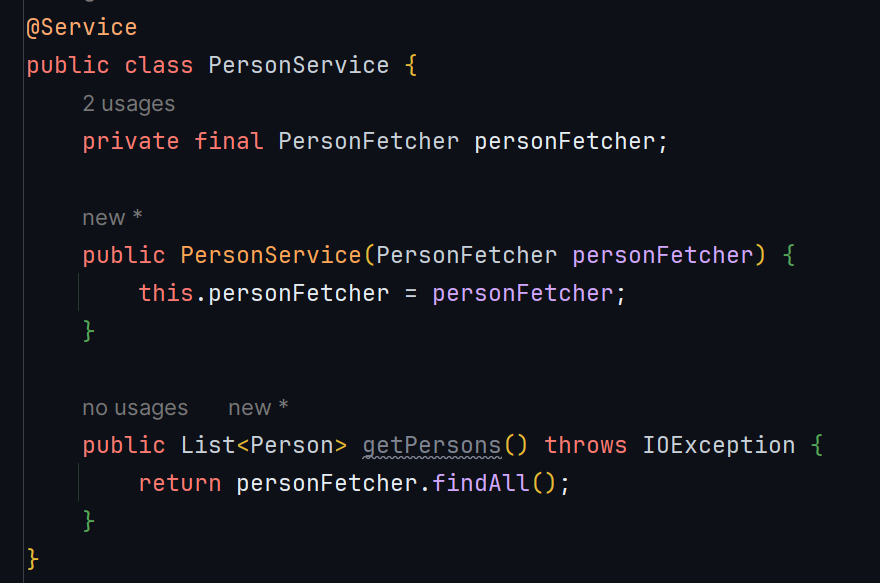 @Service
public class PersonService {
2 usages
private final PersonFetcher personFetcher;
new *
public PersonService(PersonFetcher personFetcher) {
this.personFetcher = personFetcher;
}
no usages new *
public List<Person> getPersons() throws IOException {
return personFetcher.findAll();
}
}